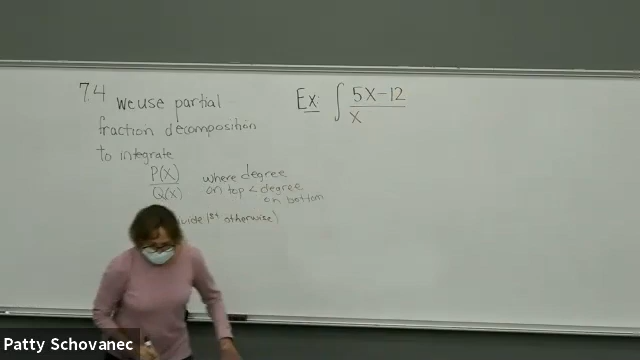 7.4 we use partial
fraction decomposition
to integrate
P(X)
Q(X)
where degree
on top < degree
on bottom
1st otherwise)
Ex: ∫ 5X-12
X
Patty Schovanec